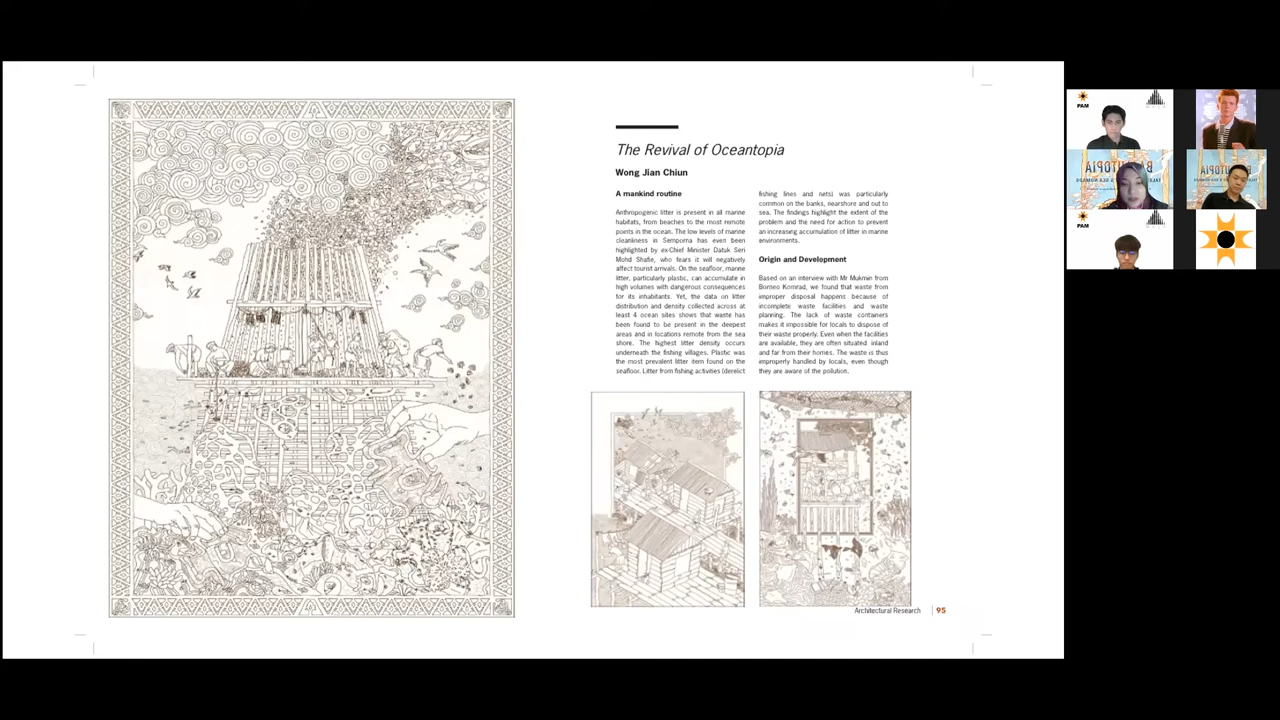 The Revival of Oceantopia
Wong Jian Chiun
A mankind routine
Anthropogenic litter is present in all marine
habitats, from beaches to the most remote
points in the ocean. The low levels of marine
cleanliness in Semporna has even been
highlighted by ex-Chief Minister Datuk Seri
Mohd Shafie, who fears it will negatively
affect tourist arrivals. On the seafloor, marine
litter, particularly plastic, can accumulate in
high volumes with dangerous consequences
for its inhabitants. Yet, the data on litter
distribution and density collected across at
least 4 ocean sites shows that waste has
been found to be present in the deepest
areas and in locations remote from the sea
shore. The highest litter density occurs
underneath the fishing villages. Plastic was
the most prevalent litter item found on the
seafloor. Litter from fishing activities (derelict
fishing lines and nets) was particularly
common on the banks, nearshore and out to
sea. The findings highlight the extent of the
problem and the need for action to prevent
an increasing accumulation of litter in marine
environments.
Origin and Development
Based on an interview with Mr Mukmin from
Borneo Komrad, we found that waste from
improper disposal happens because of
incomplete waste facilities and waste
planning. The lack of waste containers
makes it impossible for locals to dispose of
their waste properly. Even when the facilities
are available, they are often situated inland
and far from their homes. The waste is thus
improperly handled by locals, even though
they are aware of the pollution.
Architectural Research
95
PAM
PAM